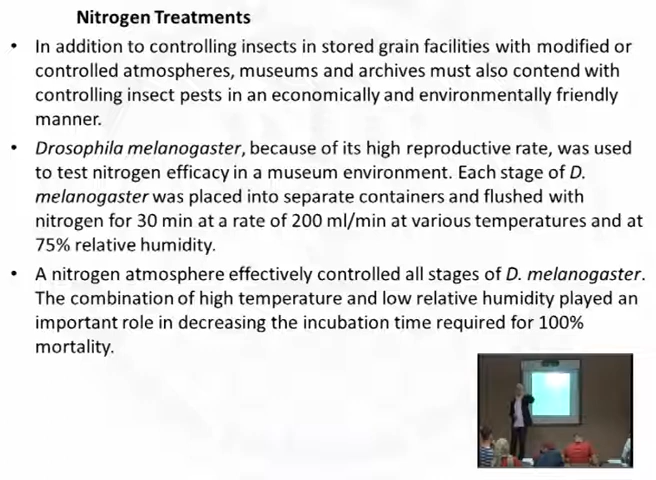 Nitrogen Treatments
• In addition to controlling insects in stored grain facilities with modified or
controlled atmospheres, museums and archives must also contend with
controlling insect pests in an economically and environmentally friendly
manner.
• Drosophila melanogaster, because of its high reproductive rate, was used
to test nitrogen efficacy in a museum environment. Each stage of D.
melanogaster was placed into separate containers and flushed with
nitrogen for 30 min at a rate of 200 ml/min at various temperatures and at
75% relative humidity.
• A nitrogen atmosphere effectively controlled all stages of D. melanogaster.
The combination of high temperature and low relative humidity played an
important role in decreasing the incubation time required for 100%
mortality.